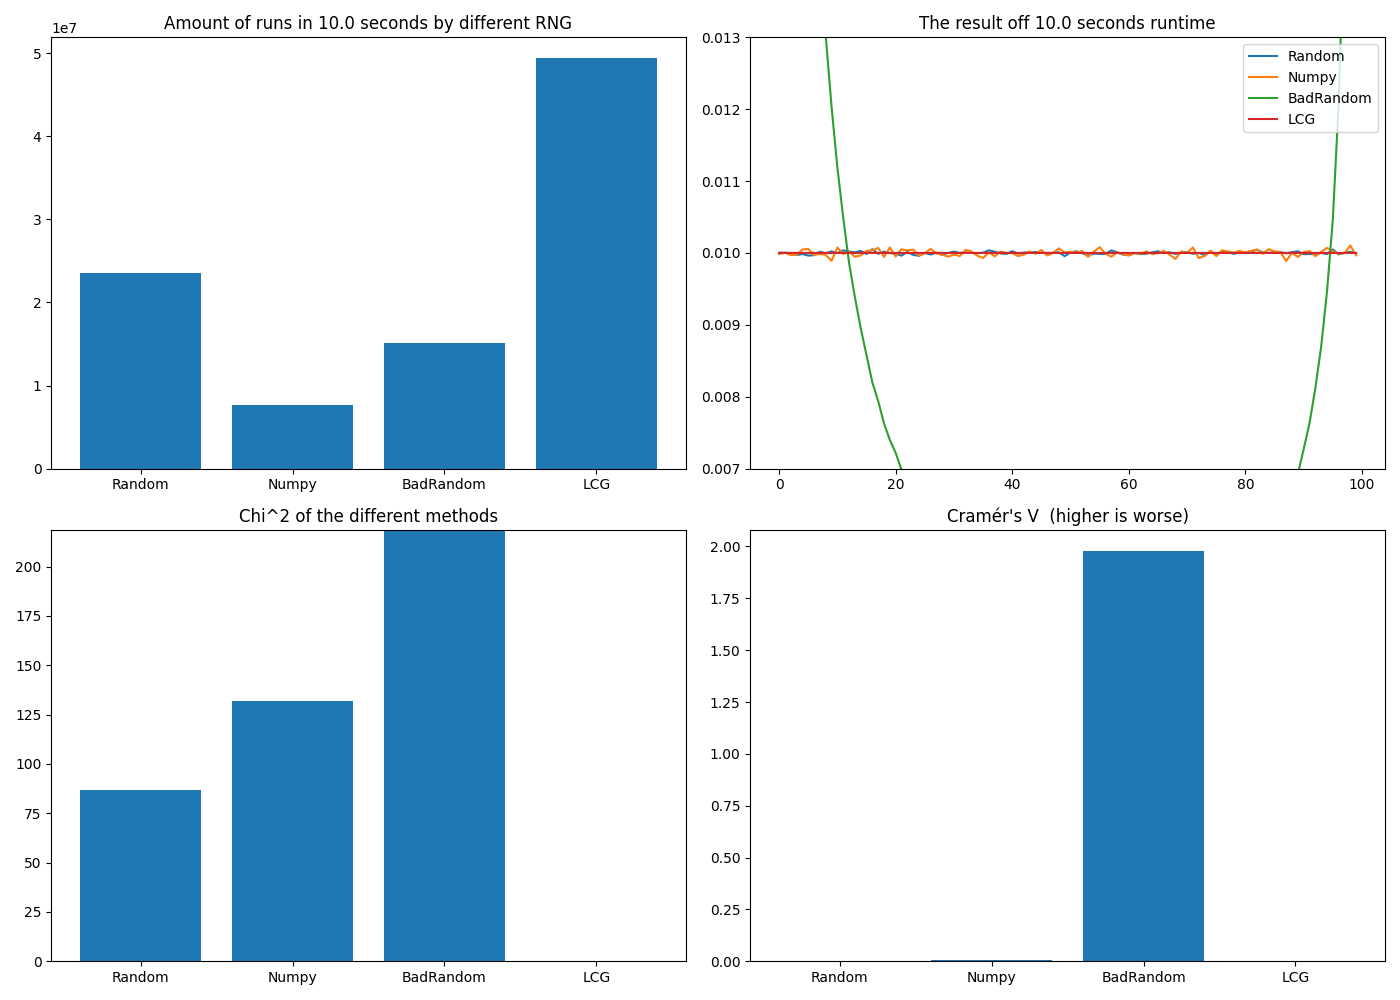 Amount of runs in 10.0 seconds by different RNG
1e7
5
4
3
2
1
0
Random Numpy BadRandom LCG
The result off 10.0 seconds runtime
0.013
0.012
0.011
0.010
0.009
0.008
0.007
0 20 40 60 80 100
Random
Numpy
BadRandom
LCG
Chi^2 of the different methods
200
175
150
125
100
75
50
25
0
Random Numpy BadRandom LCG
Cramér's V  (higher is worse)
2.00
1.75
1.50
1.25
1.00
0.75
0.50
0.25
0.00
Random Numpy BadRandom LCG